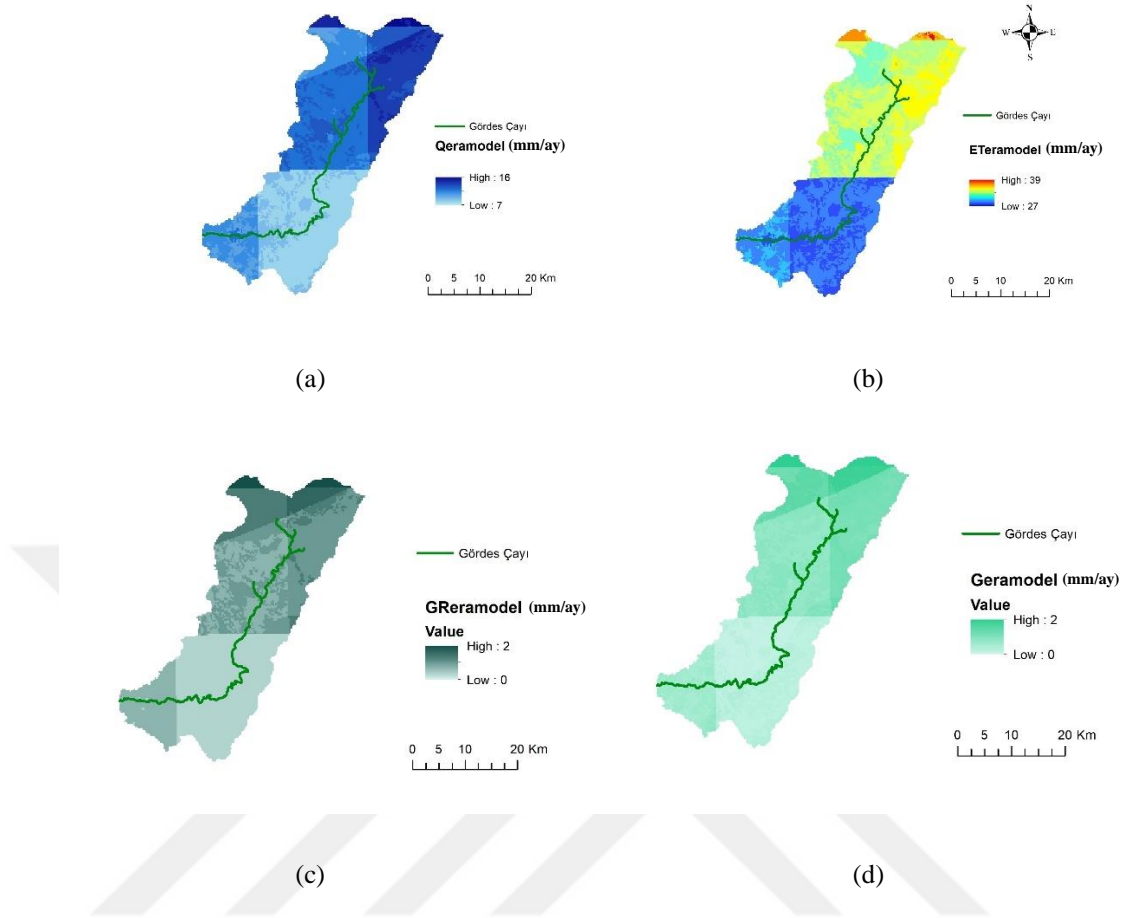 N
W E
S
Gördes Çayı
Qeramodel (mm/ay)
High : 16
Low : 7
0 5 10 20 Km
(a)
Gördes Çayı
ETeramodel (mm/ay)
High : 39
Low : 27
0 5 10 20 Km
(b)
Gördes Çayı
GReramodel (mm/ay)
Value
High : 2
Low : 0
0 5 10 20 Km
(c)
Gördes Çayı
Geramodel (mm/ay)
Value
High : 2
Low : 0
0 5 10 20 Km
(d)